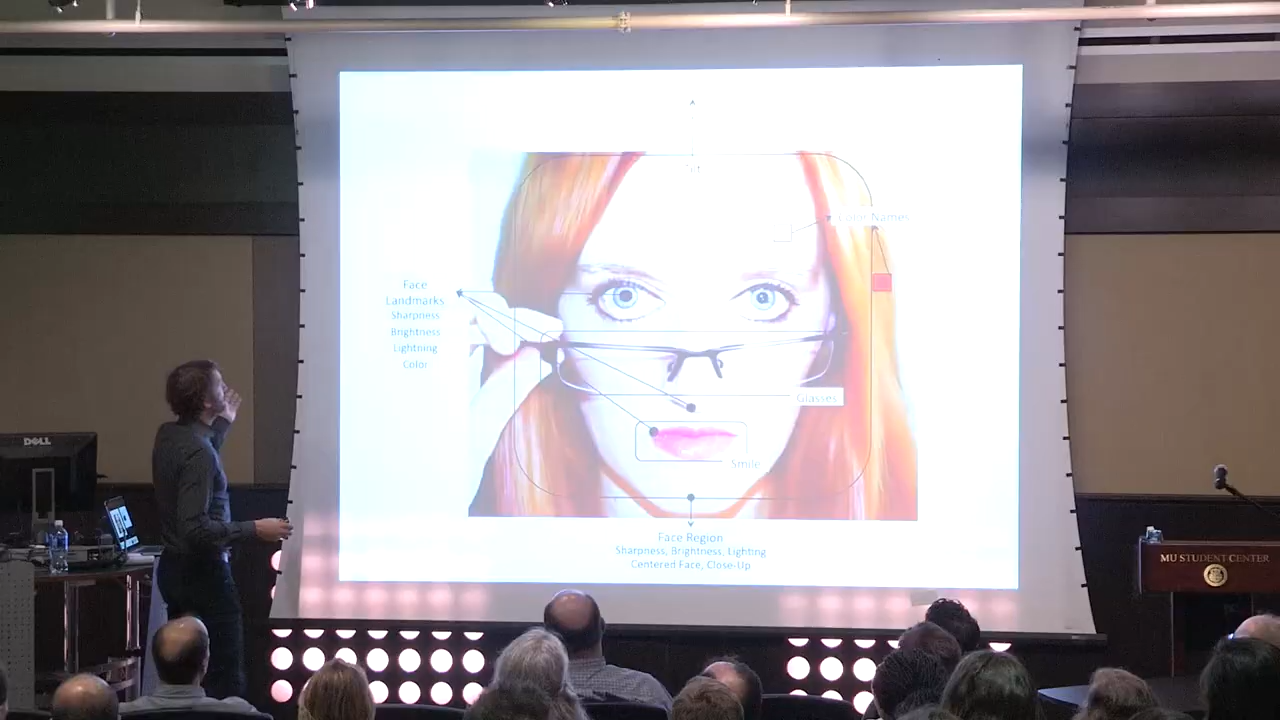 Color Names
Face
Landmarks
Sharpness
Brightness
Lightning
Color
Glasses
Smile
Face Region
Sharpness, Brightness, Lighting
Centered Face, Close-Up
DELL
MU STUDENT CENTER